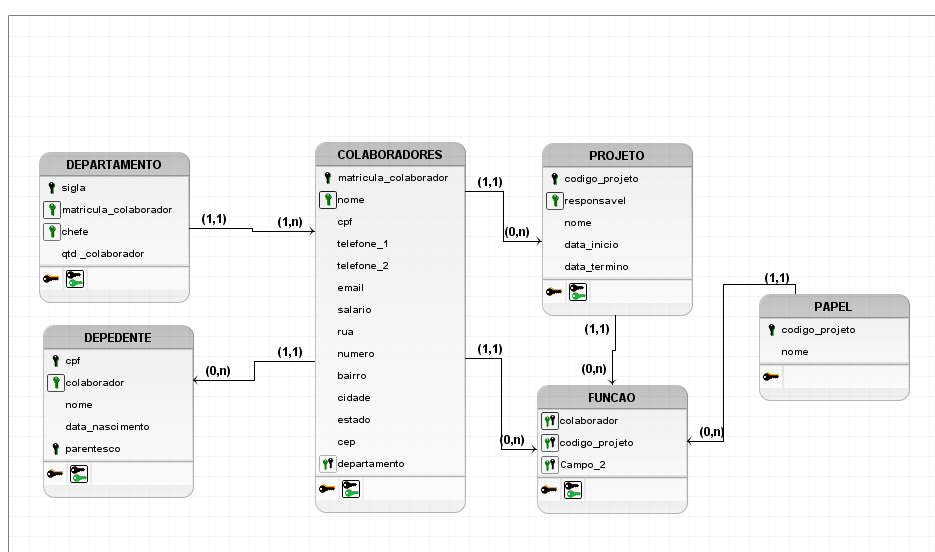 DEPARTAMENTO
sigla
matricula_colaborador
chefe
qtd _colaborador
(1,1)
(1,n)
COLABORADORES
matricula_colaborador
nome
cpf
telefone_1
telefone_2
email
salario
rua
numero
bairro
cidade
estado
cep
departamento
(1,1)
(0,n)
PROJETO
codigo_projeto
responsavel
nome
data_inicio
data_termino
DEPEDENTE
cpf
colaborador
nome
data_nascimento
parentesco
(1,1)
(0,n)
(1,1)
(0,n)
(1,1)
(0,n)
FUNCAO
colaborador
codigo_projeto
Campo_2
(1,1)
(0,n)
PAPEL
codigo_projeto
nome